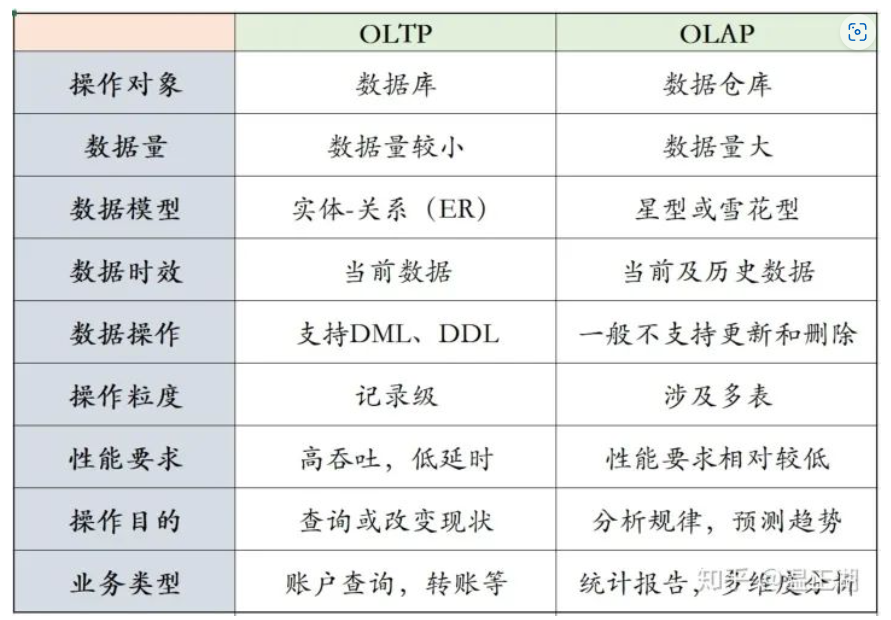 OLTP OLAP
操作对象 数据库 数据仓库
数据量 数据量较小 数据量大
数据模型 实体-关系（ER） 星型或雪花型
数据时效 当前数据 当前及历史数据
数据操作 支持DML、DDL 一般不支持更新和删除
操作粒度 记录级 涉及多表
性能要求 高吞吐，低延时 性能要求相对较低
操作目的 查询或改变现状 分析规律，预测趋势
业务类型 账户查询，转账等 统计报告，多维度分析
知乎 @温正湖